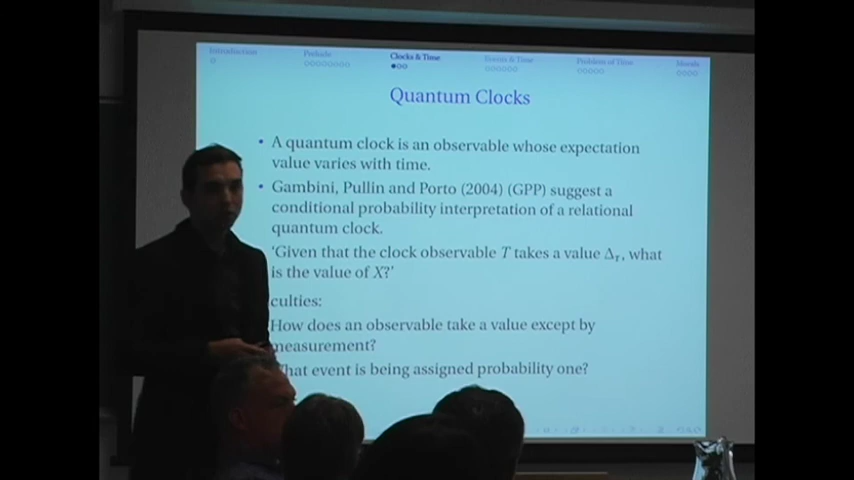 Introduction
Prelude
Clocks & Time
Events & Time
Problem of Time
Morals
Quantum Clocks
• A quantum clock is an observable whose expectation
value varies with time.
• Gambini, Pullin and Porto (2004) (GPP) suggest a
conditional probability interpretation of a relational
quantum clock.
'Given that the clock observable T takes a value Δτ, what
is the value of X?'
culties:
How does an observable take a value except by
measurement?
hat event is being assigned probability one?